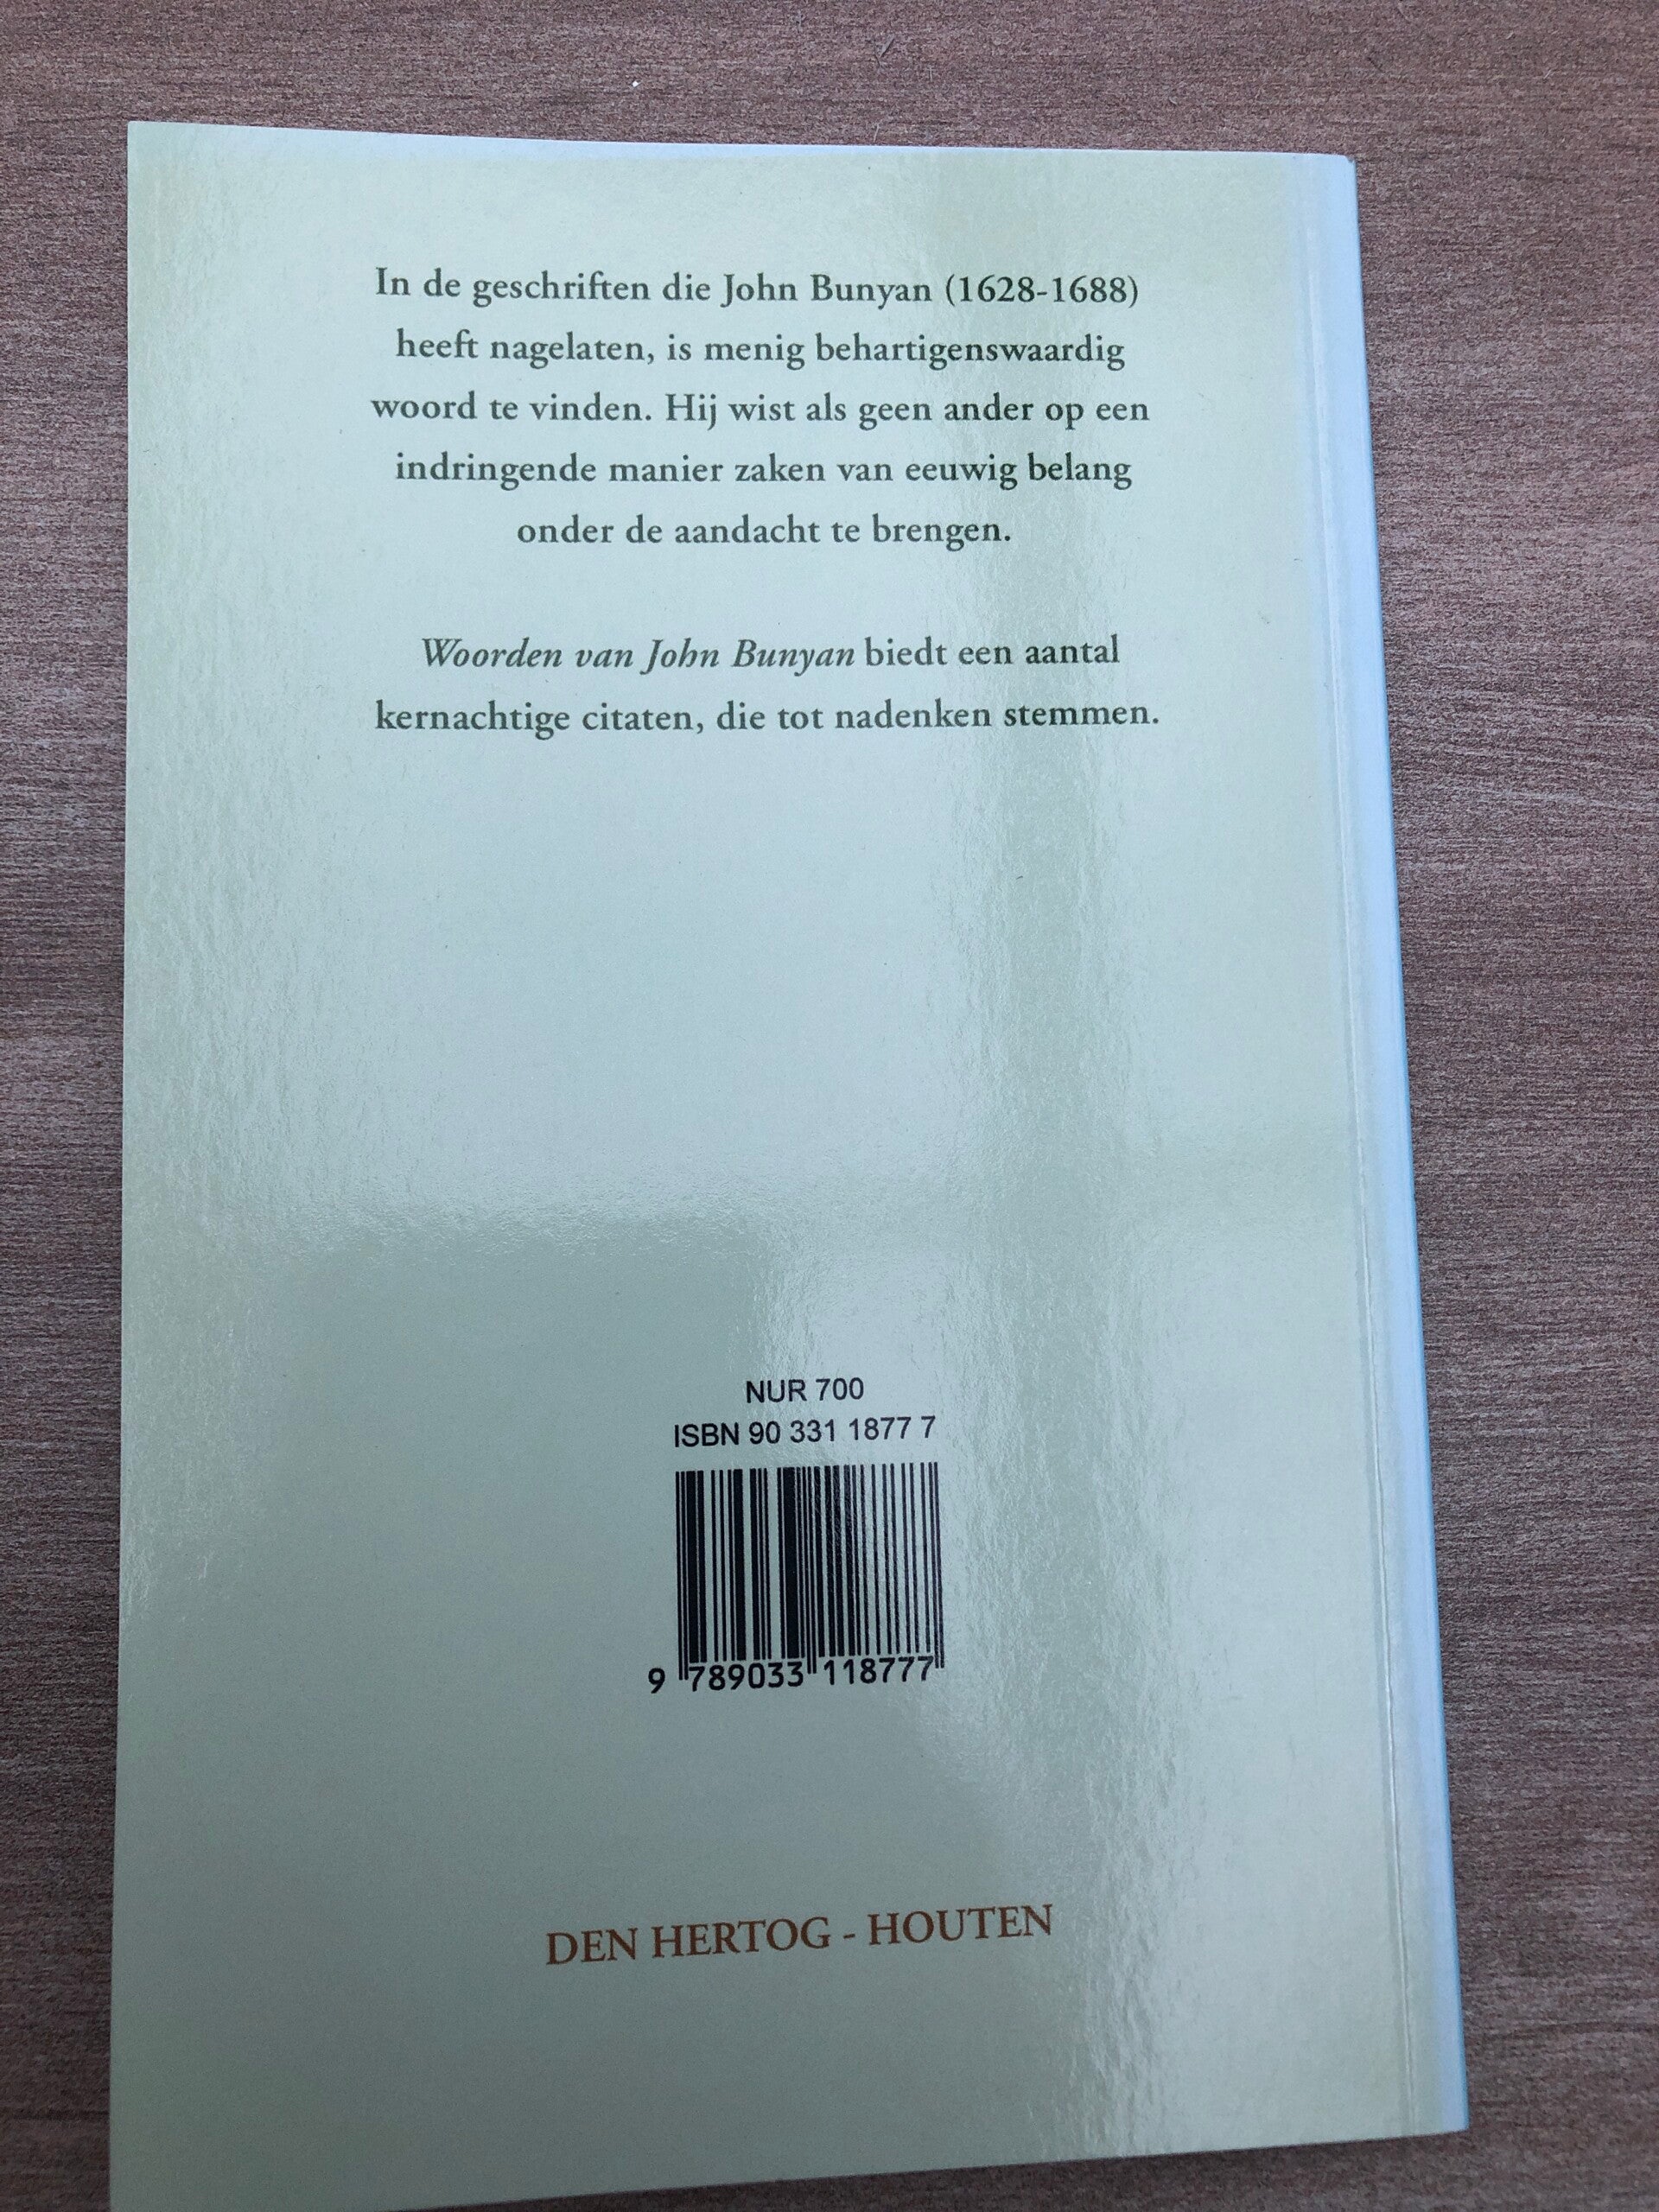 In de geschriften die John Bunyan (1628-1688)
heeft nagelaten, is menig behartigenswaardig
woord te vinden. Hij wist als geen ander op een
indringende manier zaken van eeuwig belang
onder de aandacht te brengen.
Woorden van John Bunyan biedt een aantal
kernachtige citaten, die tot nadenken stemmen.
NUR 700
ISBN 90 331 1877 7
9 789033 118777
DEN HERTOG - HOUTEN